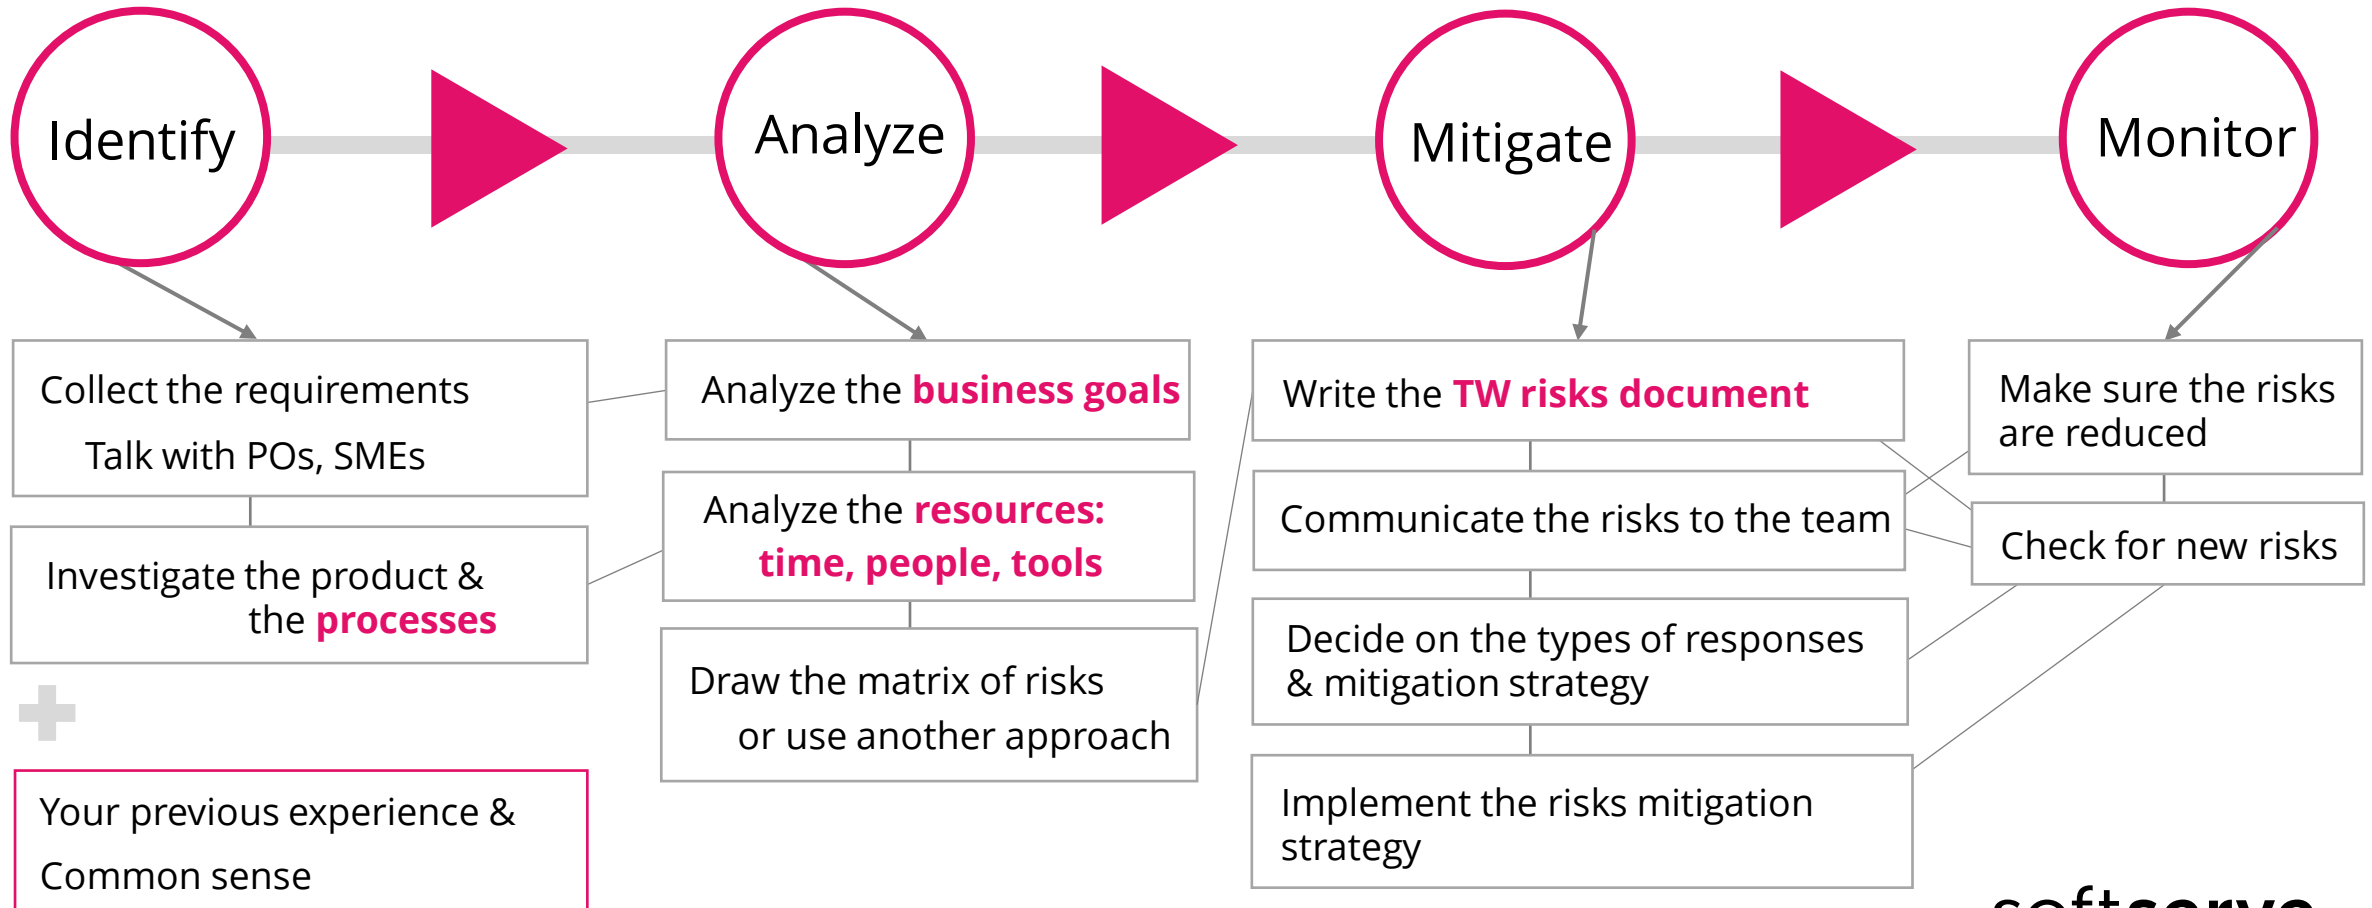 Identify
Analyze
Mitigate
Monitor
Collect the requirements
Talk with POs, SMEs
Investigate the product &
the processes
Your previous experience &
Common sense
Analyze the business goals
Analyze the resources:
time, people, tools
Draw the matrix of risks
or use another approach
Write the TW risks document
Communicate the risks to the team
Decide on the types of responses
& mitigation strategy
Implement the risks mitigation
strategy
Make sure the risks
are reduced
Check for new risks
softserve